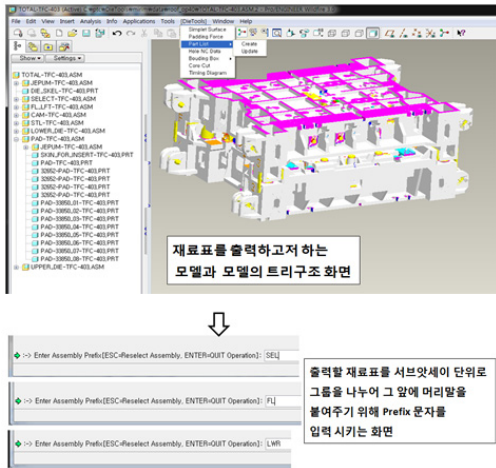 TOTAL-TFC-403 (Active)
File Edit View Insert Analysis Info Applications Tools [DieTools] Window Help
Simplet Surface
Padding Force
Part List
Create
Hole NC Data
Update
Bouding Box
Core Cut
Timing Diagram
Show Settings
TOTAL-TFC-403.ASM
JEPUM-TFC-403.ASM
DIE_SKEL-TFC-403.PRT
SELECT-TFC-403.ASM
FL_LFT-TFC-403.ASM
CAM-TFC-403.ASM
STL-TFC-403.ASM
LOWER_DIE-TFC-403.ASM
PAD-TFC-403.ASM
JEPUM-TFC-403.ASM
SKIN_FOR_INSERT-TFC-403.PRT
PAD-TFC-403.PRT
32652-PAD-TFC-403.PRT
32652-PAD-TFC-403.PRT
32652-PAD-TFC-403.PRT
32652-PAD-TFC-403.PRT
PAD-33850_01-TFC-403.PRT
PAD-33850_02-TFC-403.PRT
PAD-33850_03-TFC-403.PRT
PAD-33850_04-TFC-403.PRT
PAD-33850_05-TFC-403.PRT
PAD-33850_06-TFC-403.PRT
PAD-33850_07-TFC-403.PRT
PAD-33850_08-TFC-403.PRT
UPPER_DIE-TFC-403.ASM
재료표를 출력하고저 하는
모델과 모델의 트리구조 화면
:-> Enter Assembly Prefix[ESC=Reselect Assembly, ENTER=QUIT Operation]: SEL
:-> Enter Assembly Prefix[ESC=Reselect Assembly, ENTER=QUIT Operation]: FL
:-> Enter Assembly Prefix[ESC=Reselect Assembly, ENTER=QUIT Operation]: LWR
출력할 재료표를 서브앗세이 단위로
그룹을 나누어 그 앞에 머리말을
붙여주기 위해 Prefix 문자를
입력 시키는 화면